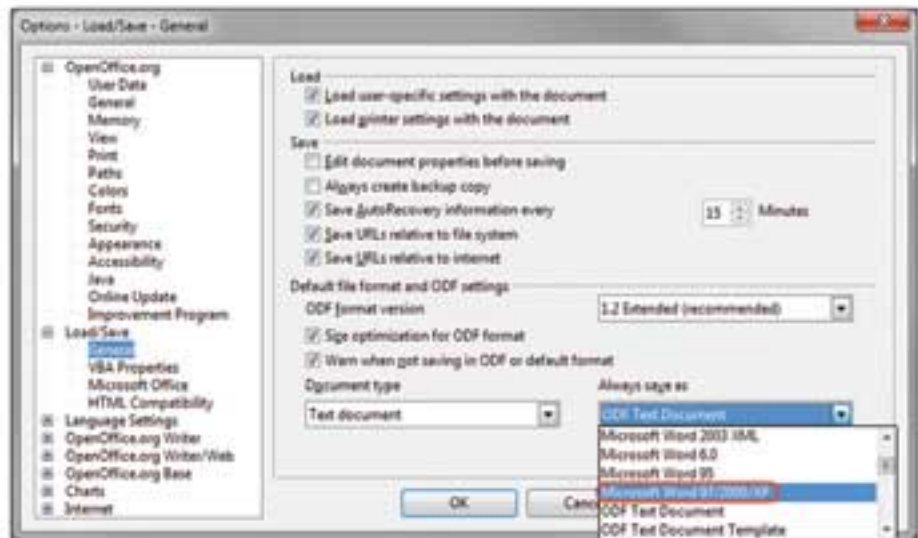 Options - Load/Save - General
OpenOffice.org
User Data
General
Memory
View
Print
Paths
Colors
Fonts
Security
Appearance
Accessibility
Java
Online Update
Improvement Program
Load/Save
General
VBA Properties
Microsoft Office
HTML Compatibility
Language Settings
OpenOffice.org Writer
OpenOffice.org Writer/Web
OpenOffice.org Base
Charts
Internet
Load
Load user-specific settings with the document
Load printer settings with the document
Save
Edit document properties before saving
Always create backup copy
Save AutoRecovery information every 15 Minutes
Save URLs relative to file system
Save URLs relative to internet
Default file format and ODF settings
ODF format version 1.2 Extended (recommended)
Size optimization for ODF format
Warn when not saving in ODF or default format
Document type Always save as
Text document ODF Text Document
Microsoft Word 2003 XML
Microsoft Word 6.0
Microsoft Word 95
Microsoft Word 97/2000/XP
ODF Text Document
ODF Text Document Template
OK Canc